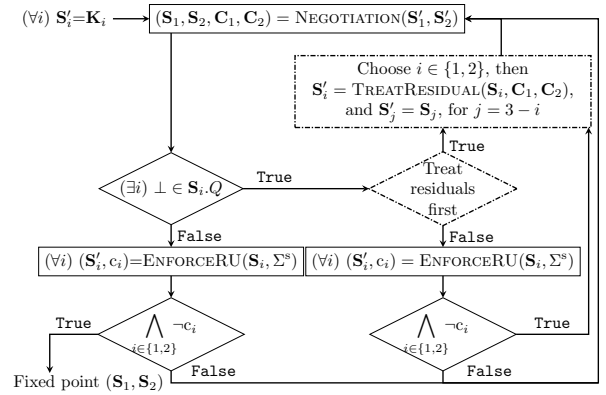 (∀i) S′ᵢ=Kᵢ
(S₁, S₂, C₁, C₂) = NEGOTIATION(S′₁, S′₂)
Choose i ∈ {1, 2}, then
S′ᵢ = TREATRESIDUAL(Sᵢ, C₁, C₂),
and S′ⱼ = Sⱼ, for j = 3 − i
True
(∃i) ⊥ ∈ Sᵢ.Q
True
Treat
residuals
first
False
False
(∀i) (S′ᵢ, cᵢ)=ENFORCERU(Sᵢ, Σˢ)
(∀i) (S′ᵢ, cᵢ) = ENFORCERU(Sᵢ, Σˢ)
True
⋀ ¬cᵢ
i∈{1,2}
⋀ ¬cᵢ
i∈{1,2}
True
False
False
Fixed point (S₁, S₂)